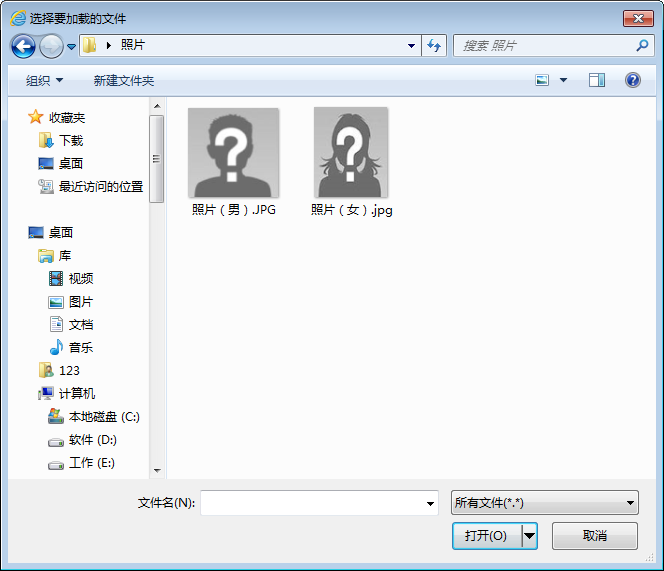 选择要加载的文件
照片
搜索 照片
组织
新建文件夹
收藏夹
下载
桌面
最近访问的位置
桌面
库
视频
图片
文档
音乐
123
计算机
本地磁盘 (C:)
软件 (D:)
工作 (E:)
?
?
照片（男）.JPG
照片（女）.jpg
文件名(N):
所有文件(*.*)
打开(O)
取消